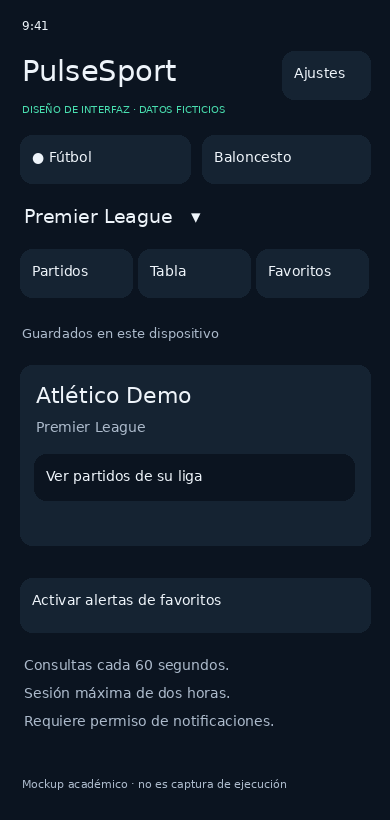 9:41
PulseSport
Ajustes
DISEÑO DE INTERFAZ · DATOS FICTICIOS
● Fútbol
Baloncesto
Premier League ▼
Partidos
Tabla
Favoritos
Guardados en este dispositivo
Atlético Demo
Premier League
Ver partidos de su liga
Activar alertas de favoritos
Consultas cada 60 segundos.
Sesión máxima de dos horas.
Requiere permiso de notificaciones.
Mockup académico · no es captura de ejecución